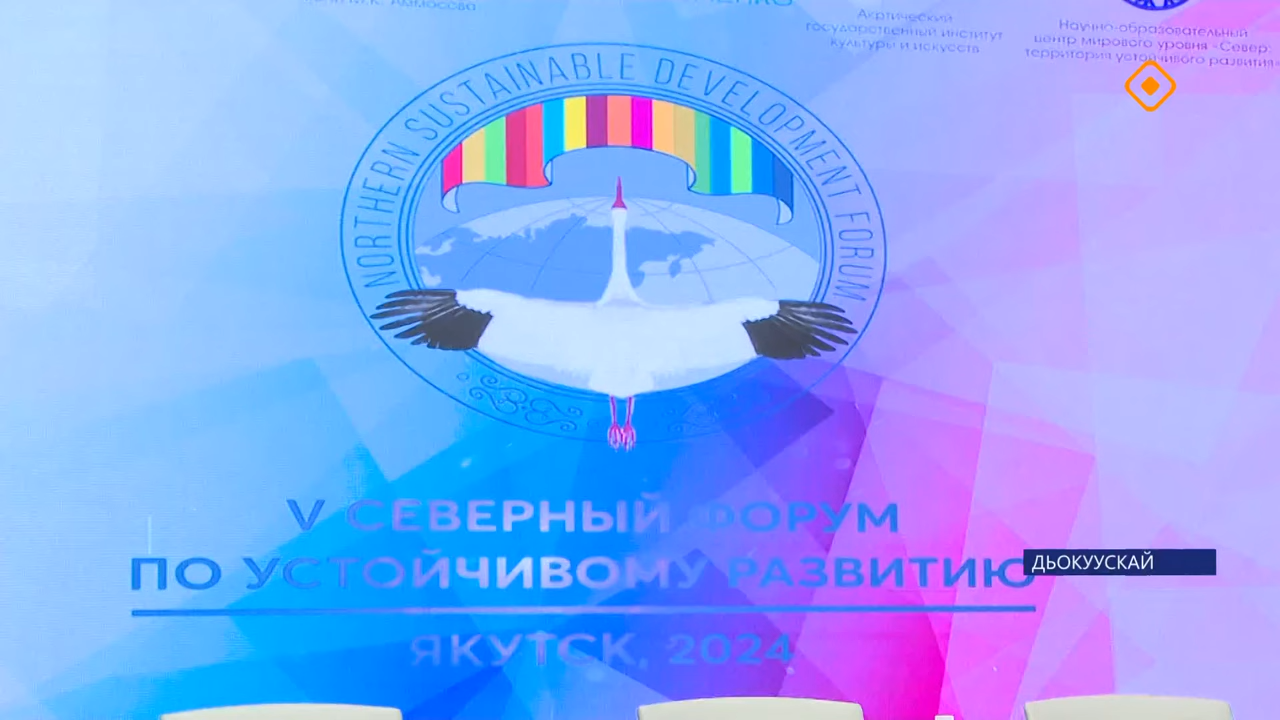 Арктический
государственный институт
культуры и искусств
Научно-образовательный
центр мирового уровня «Север:
территория устойчивого развития»
NORTHERN SUSTAINABLE DEVELOPMENT FORUM
V СЕВЕРНЫЙ ФОРУМ
ПО УСТОЙЧИВОМУ РАЗВИТИЮ
ДЬОКУУСКАЙ
ЯКУТСК, 2024